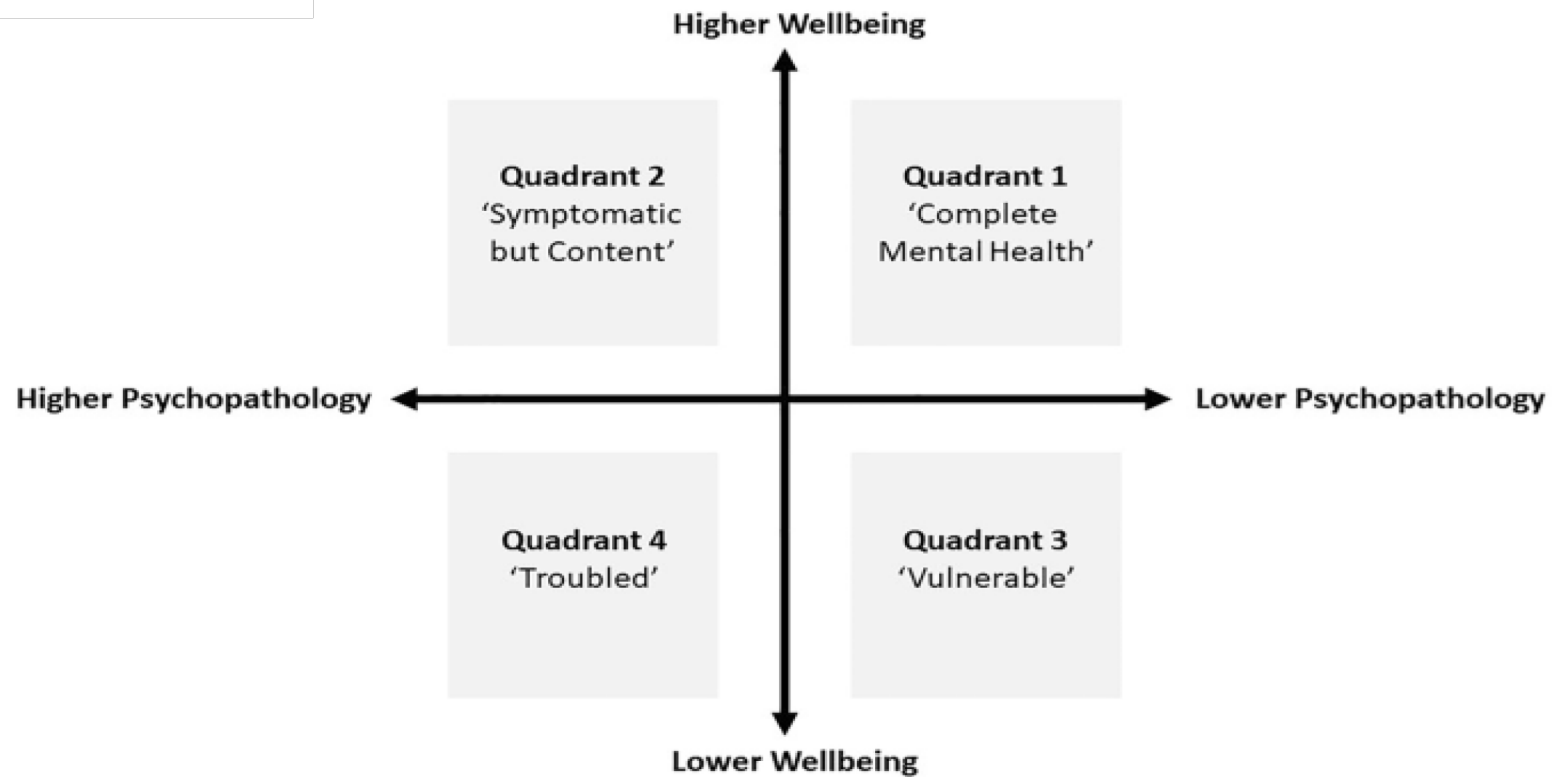 Higher Wellbeing
Quadrant 2
‘Symptomatic
but Content’
Quadrant 1
‘Complete
Mental Health’
Higher Psychopathology
Lower Psychopathology
Quadrant 4
‘Troubled’
Quadrant 3
‘Vulnerable’
Lower Wellbeing